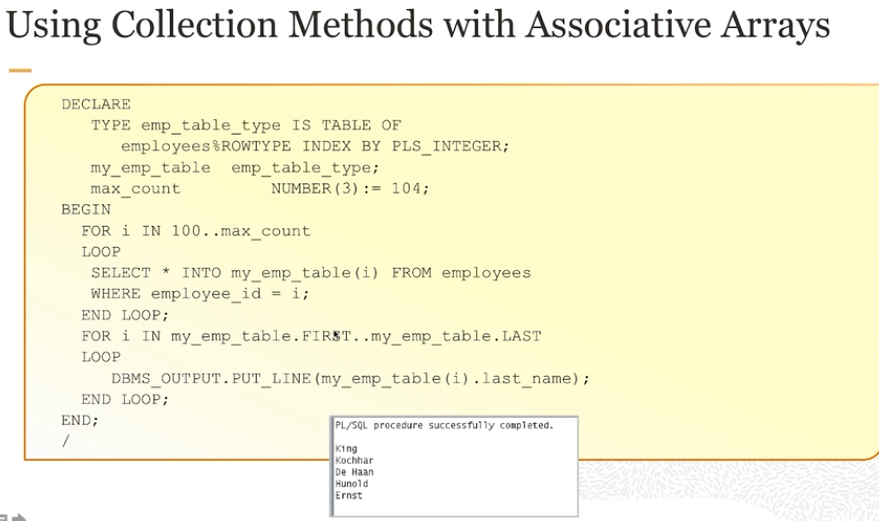 Using Collection Methods with Associative Arrays
DECLARE
TYPE emp_table_type IS TABLE OF
employees%ROWTYPE INDEX BY PLS_INTEGER;
my_emp_table emp_table_type;
max_count NUMBER(3):= 104;
BEGIN
FOR i IN 100..max_count
LOOP
SELECT * INTO my_emp_table(i) FROM employees
WHERE employee_id = i;
END LOOP;
FOR i IN my_emp_table.FIRST..my_emp_table.LAST
LOOP
DBMS_OUTPUT.PUT_LINE(my_emp_table(i).last_name);
END LOOP;
END;
/
PL/SQL procedure successfully completed.
King
Kochhar
De Haan
Hunold
Ernst